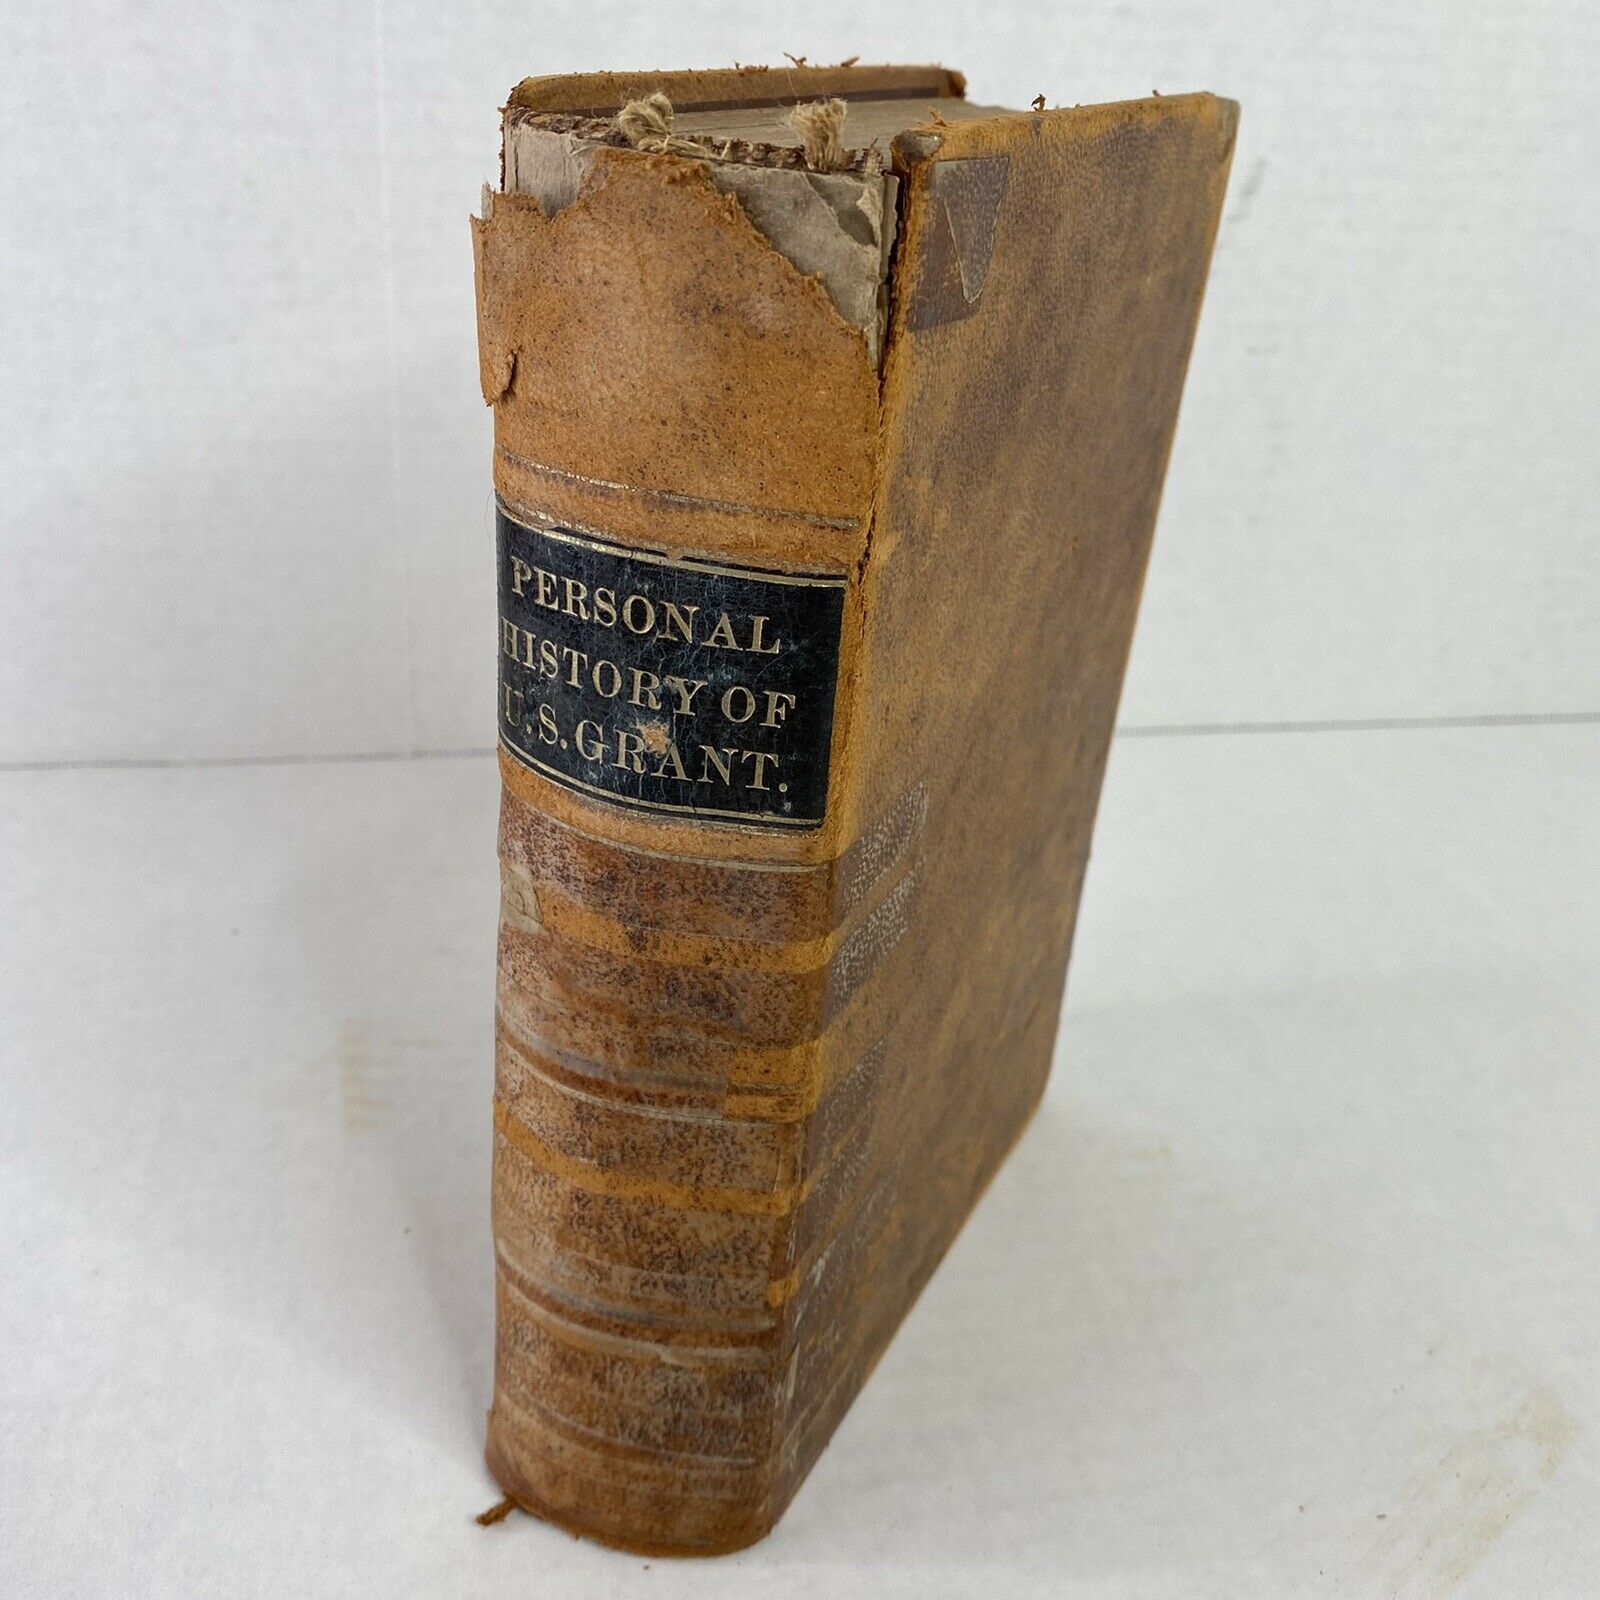 PERSONAL
HISTORY OF
U.S. GRANT.